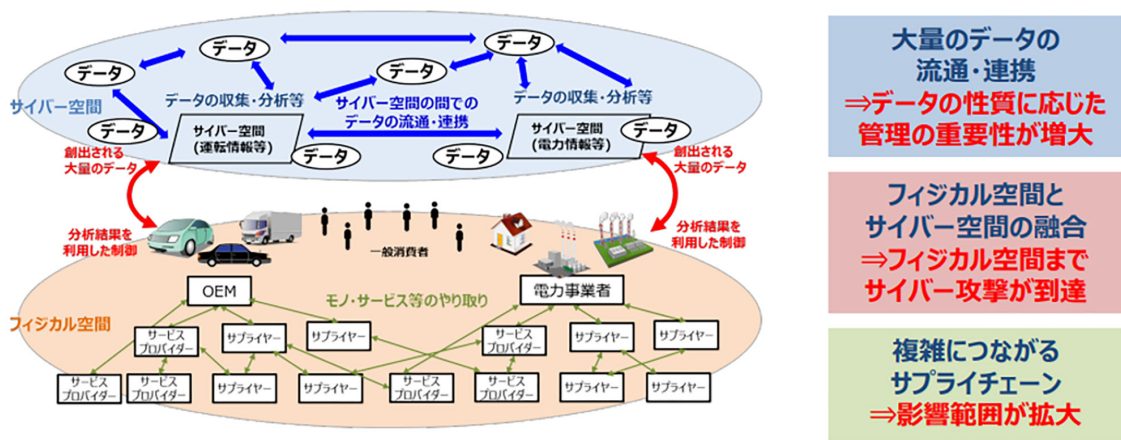 データ
データ
データ
データ
サイバー空間
データの収集・分析等
サイバー空間の間での
データの流通・連携
データの収集・分析等
データ
サイバー空間
(運転情報等)
データ
データ
サイバー空間
(電力情報等)
データ
創出される
大量のデータ
創出される
大量のデータ
分析結果を
利用した制御
一般消費者
分析結果を
利用した制御
OEM
モノ・サービス等のやり取り
電力事業者
フィジカル空間
サービス
プロバイダー
サプライヤー
サプライヤー
サービス
プロバイダー
サプライヤー
サプライヤー
サービス
プロバイダー
サービス
プロバイダー
サプライヤー
サプライヤー
サービス
プロバイダー
サービス
プロバイダー
サプライヤー
サプライヤー
大量のデータの
流通・連携
⇒データの性質に応じた
管理の重要性が増大
フィジカル空間と
サイバー空間の融合
⇒フィジカル空間まで
サイバー攻撃が到達
複雑につながる
サプライチェーン
⇒影響範囲が拡大